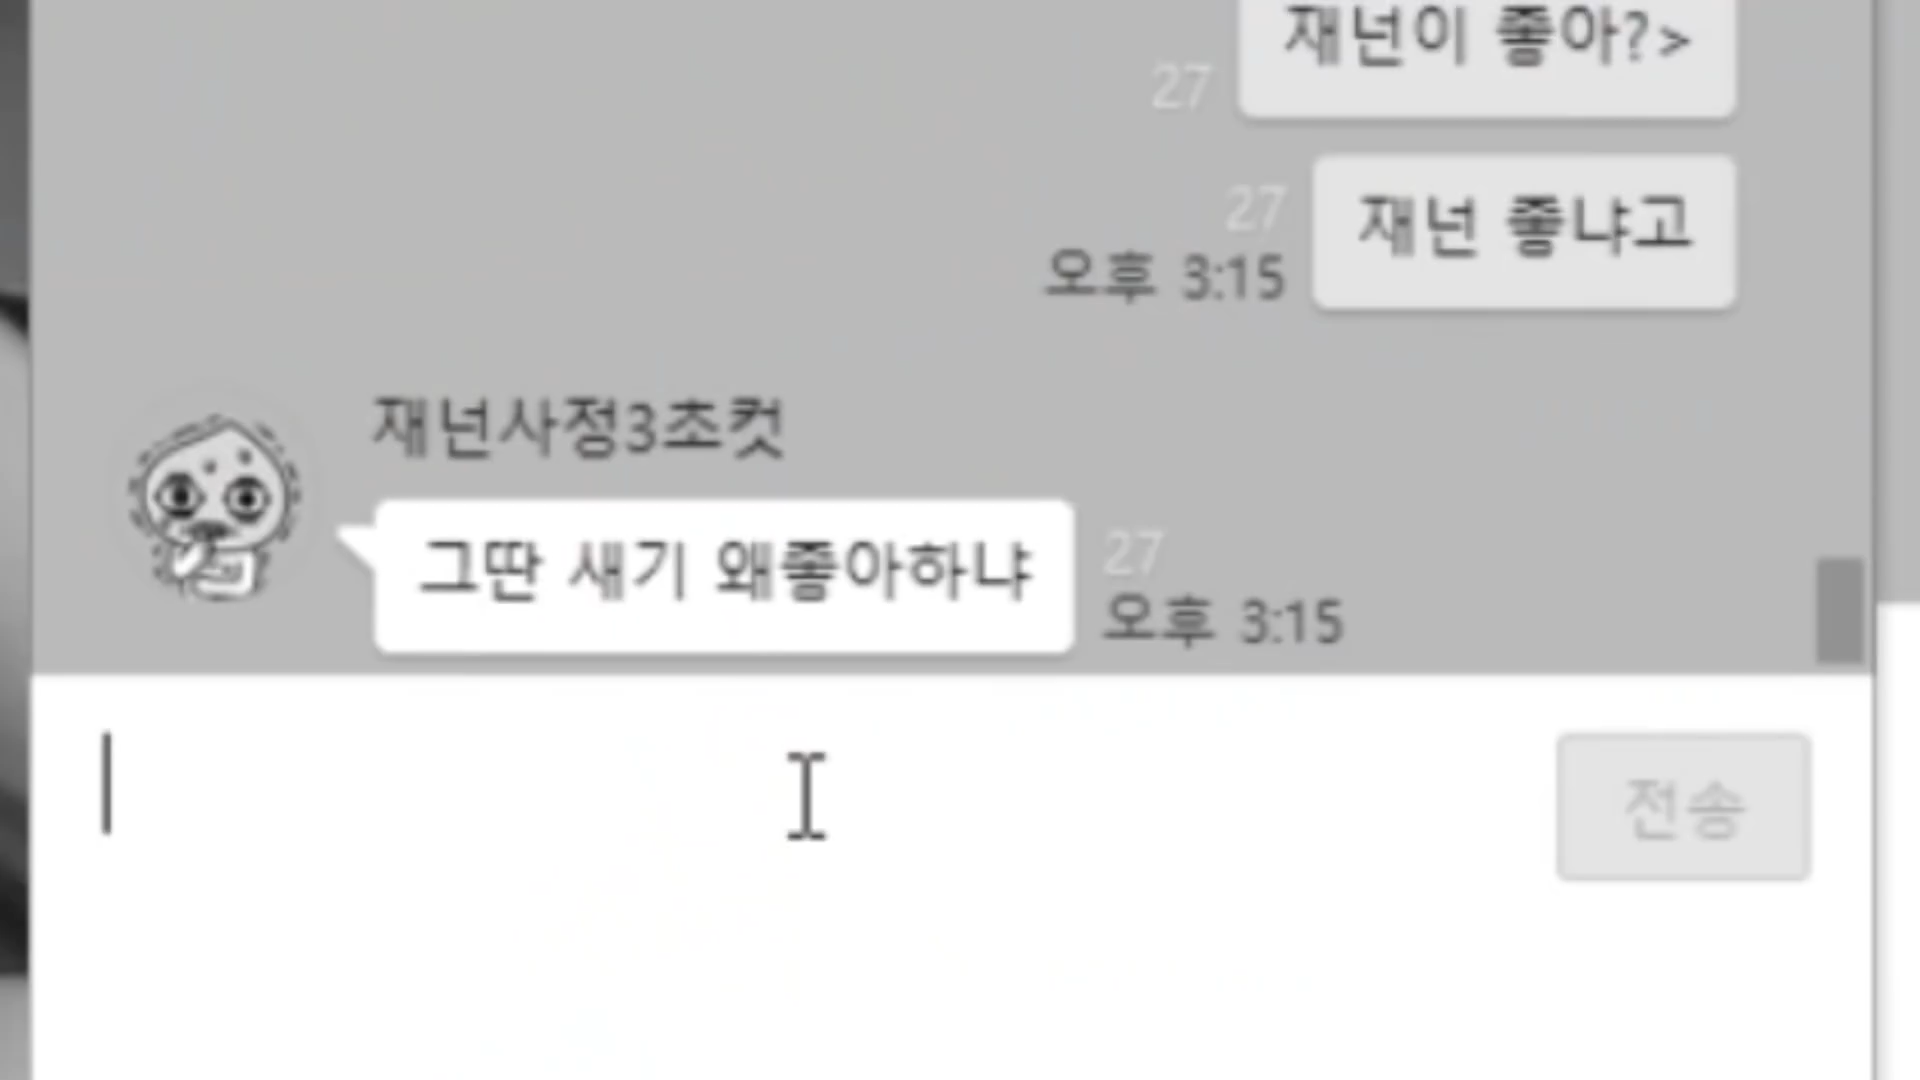 재넌이 좋아?>
27
재넌 좋냐고
27
오후 3:15
재넌사정3초컷
그딴 새기 왜좋아하냐
27
오후 3:15
전송